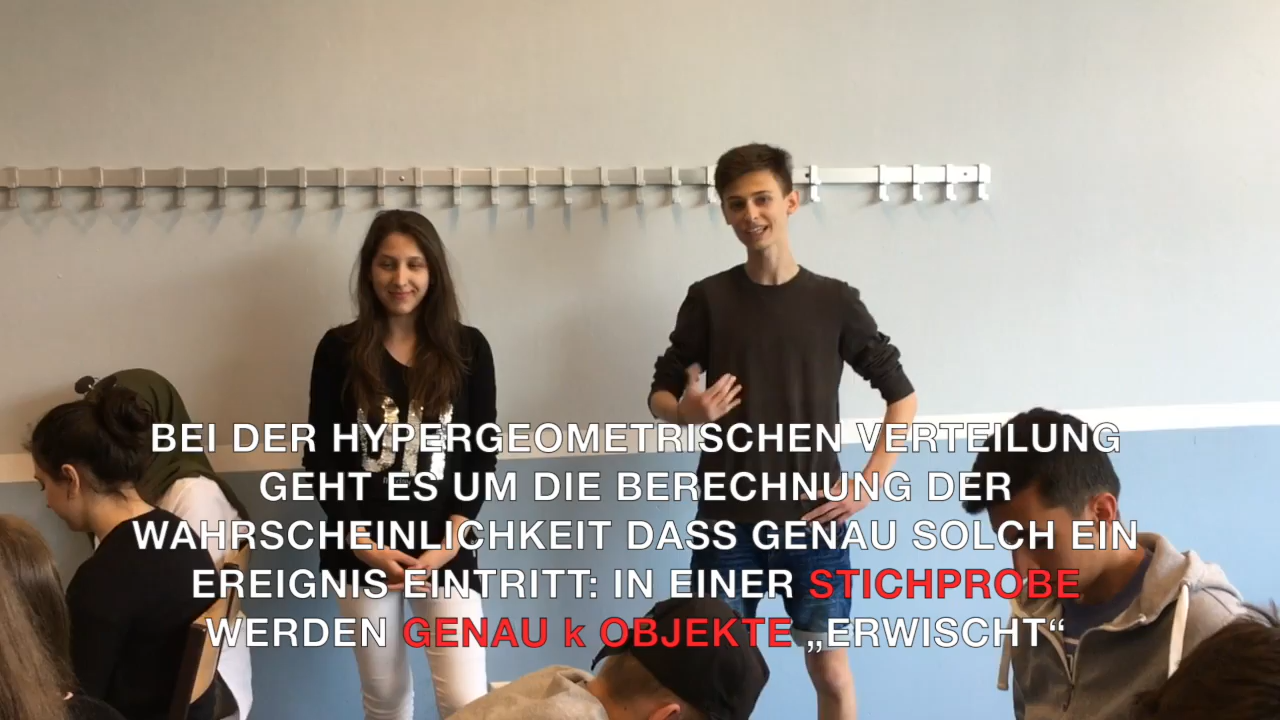 BEI DER HYPERGEOMETRISCHEN VERTEILUNG
GEHT ES UM DIE BERECHNUNG DER
WAHRSCHEINLICHKEIT DASS GENAU SOLCH EIN
EREIGNIS EINTRITT: IN EINER STICHPROBE
WERDEN GENAU k OBJEKTE „ERWISCHT“